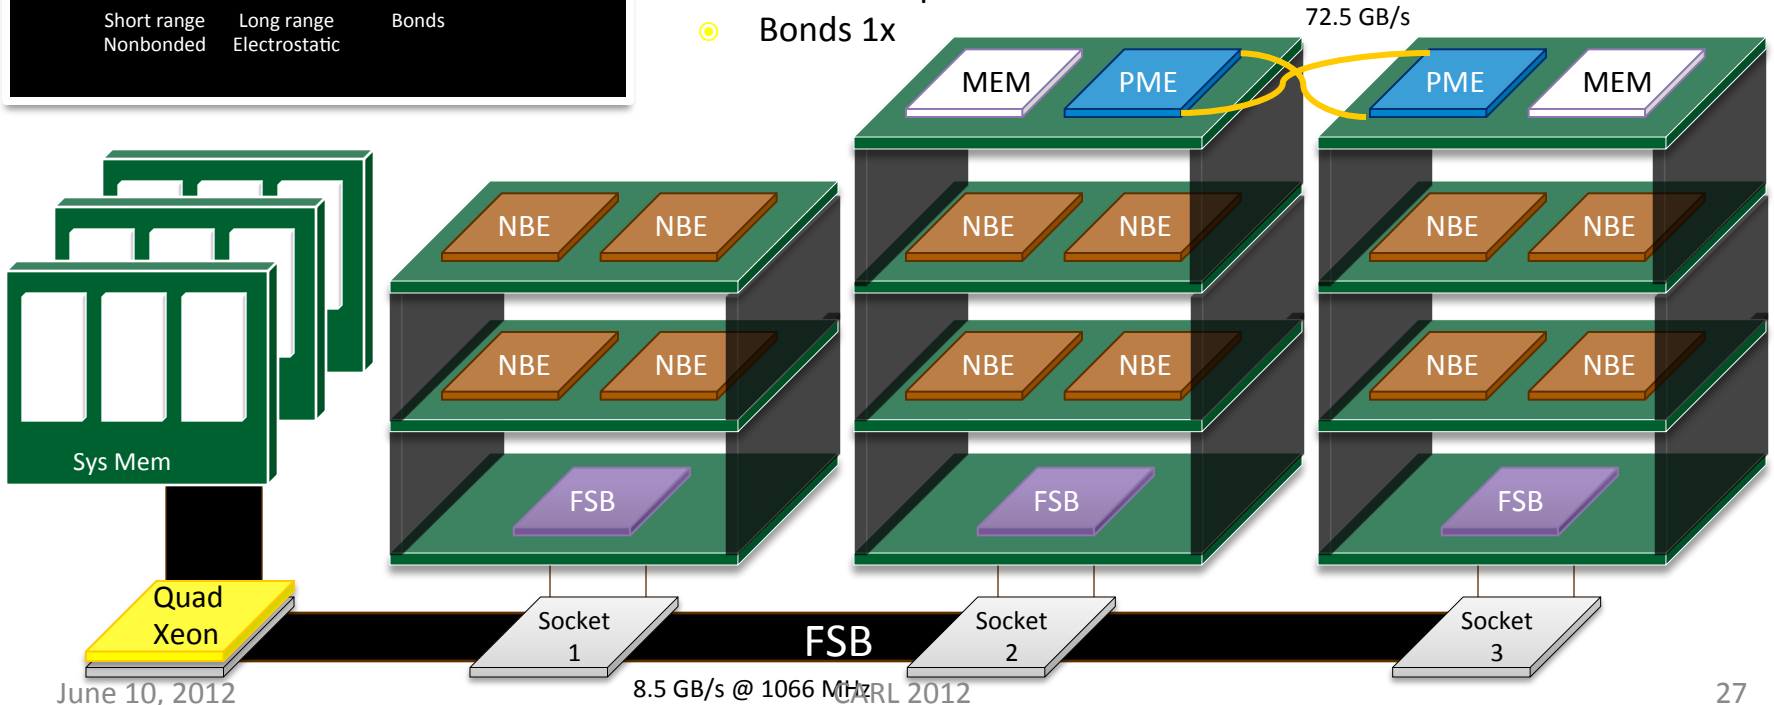 Short range
Nonbonded
Long range
Electrostatic
Bonds
Bonds 1x
72.5 GB/s
MEM
PME
PME
MEM
NBE
NBE
NBE
NBE
NBE
NBE
NBE
NBE
NBE
NBE
NBE
NBE
Sys Mem
FSB
FSB
FSB
Quad
Xeon
Socket
1
FSB
Socket
2
Socket
3
June 10, 2012
8.5 GB/s @ 1066 MHz
CARL 2012
27